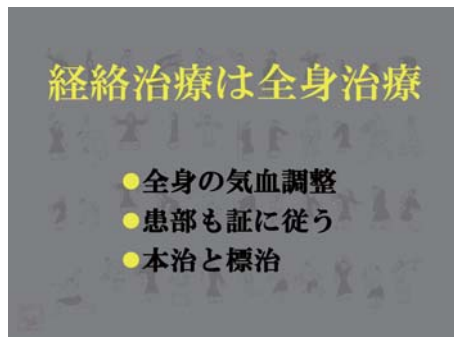 経絡治療は全身治療
●全身の気血調整
●患部も証に従う
●本治と標治